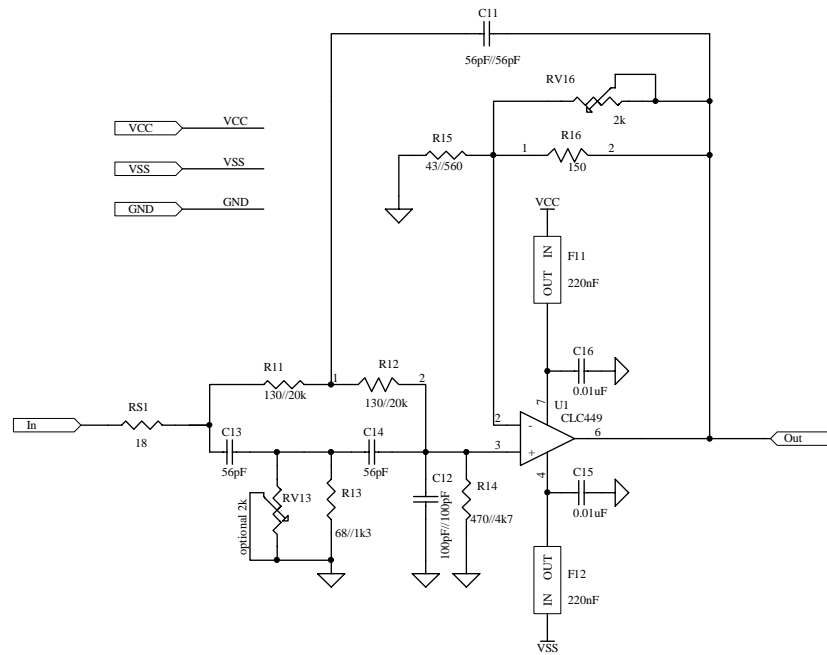 C11
56pF//56pF
RV16
2k
VCC VCC
R15
43//560
1 R16 2
150
VSS VSS
GND GND
VCC
IN
OUT
F11
220nF
C16
0.01uF
R11
130//20k
1 R12 2
130//20k
7
U1
CLC449
In
RS1
18
2
-
6
Out
C13
56pF
C14
56pF
3
+
4
C12
100pF//100pF
R14
470//4k7
C15
0.01uF
RV13
optional 2k
R13
68//1k3
OUT
IN
F12
220nF
VSS